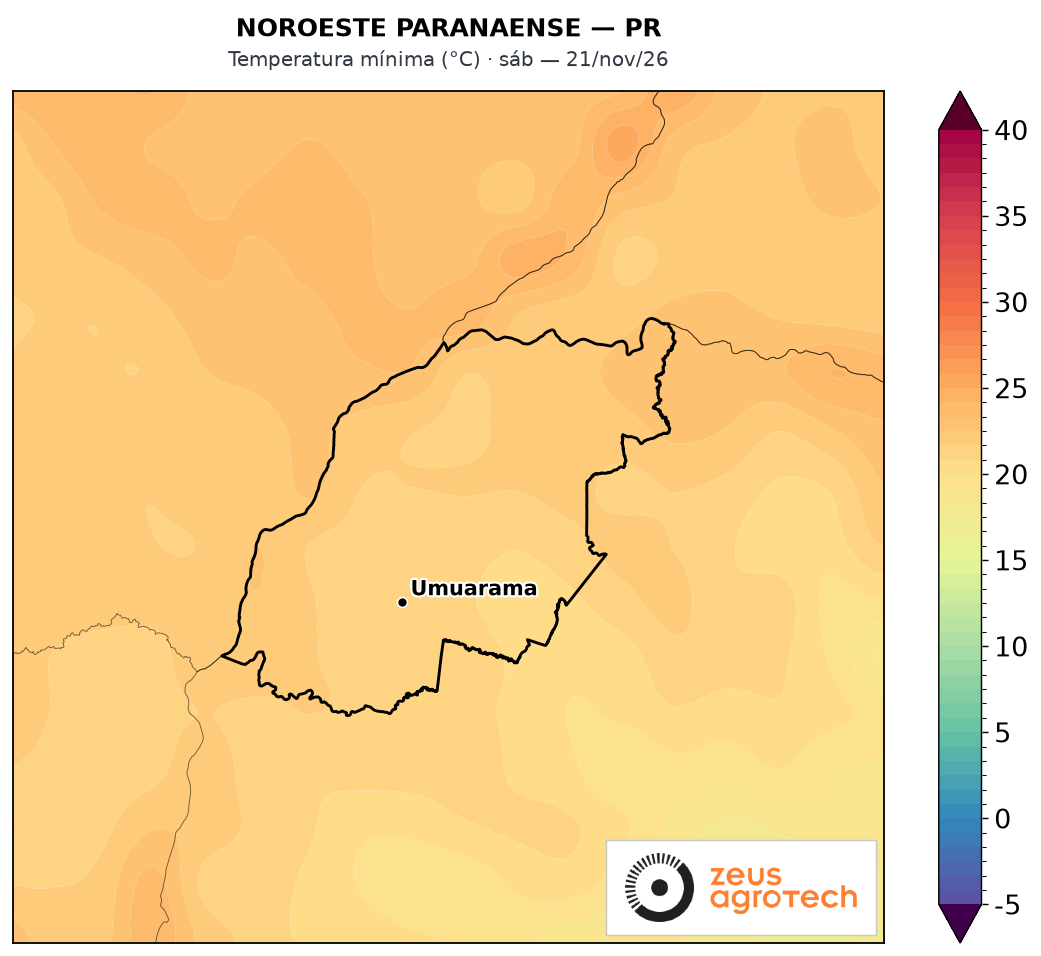 NOROESTE PARANAENSE — PR
Temperatura mínima (°C) · sáb — 21/nov/26
40
35
30
25
20
15
10
5
0
-5
Umuarama
zeus
agrotech